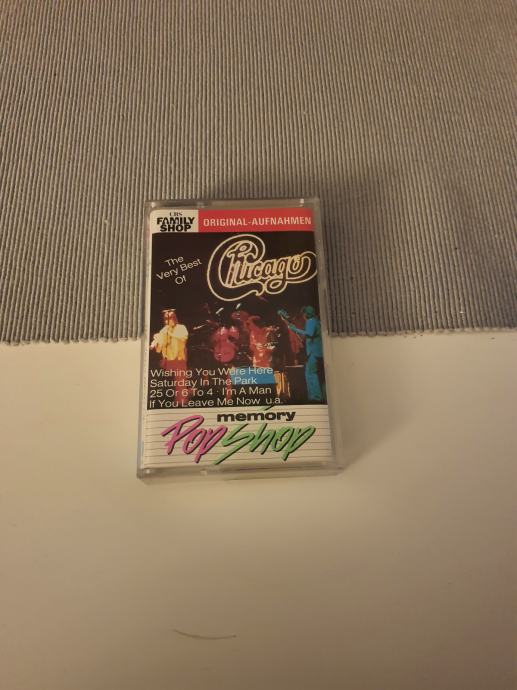 CBS
FAMILY
SHOP
ORIGINAL-AUFNAHMEN
The
Very Best
Of
Chicago
Wishing You Were Here
Saturday In The Park
25 Or 6 To 4 · I'm A Man
If You Leave Me Now u.a.
memory
Pop Shop